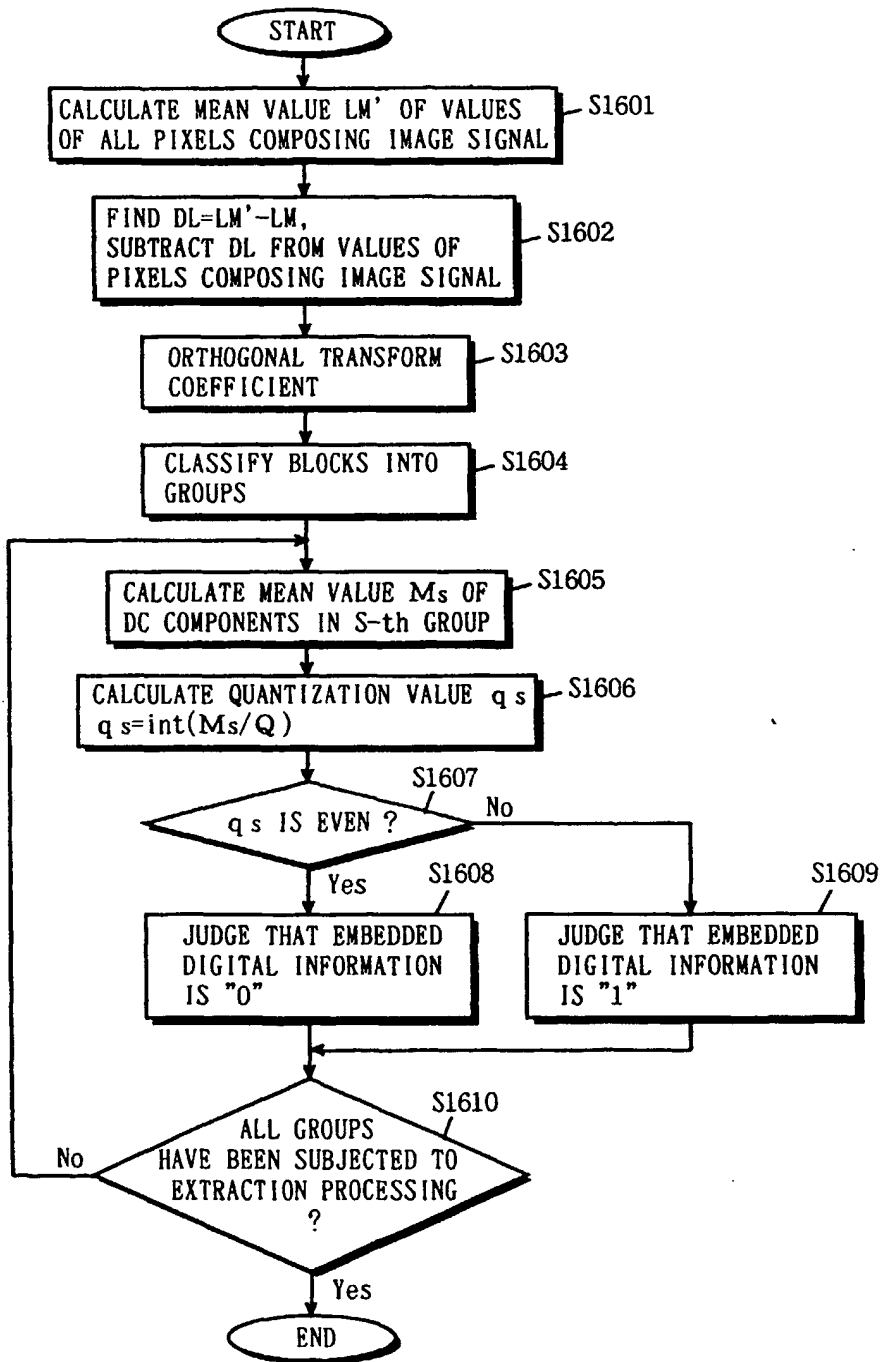 START
CALCULATE MEAN VALUE LM' OF VALUES
OF ALL PIXELS COMPOSING IMAGE SIGNAL
S1601
FIND DL=LM'-LM,
SUBTRACT DL FROM VALUES OF
PIXELS COMPOSING IMAGE SIGNAL
S1602
ORTHOGONAL TRANSFORM
COEFFICIENT
S1603
CLASSIFY BLOCKS INTO
GROUPS
S1604
CALCULATE MEAN VALUE Ms OF
DC COMPONENTS IN S-th GROUP
S1605
CALCULATE QUANTIZATION VALUE qs
qs=int(Ms/Q)
S1606
S1607
qs IS EVEN ?
No
Yes
S1608
JUDGE THAT EMBEDDED
DIGITAL INFORMATION
IS "0"
S1609
JUDGE THAT EMBEDDED
DIGITAL INFORMATION
IS "1"
S1610
ALL GROUPS
HAVE BEEN SUBJECTED TO
EXTRACTION PROCESSING
?
No
Yes
END